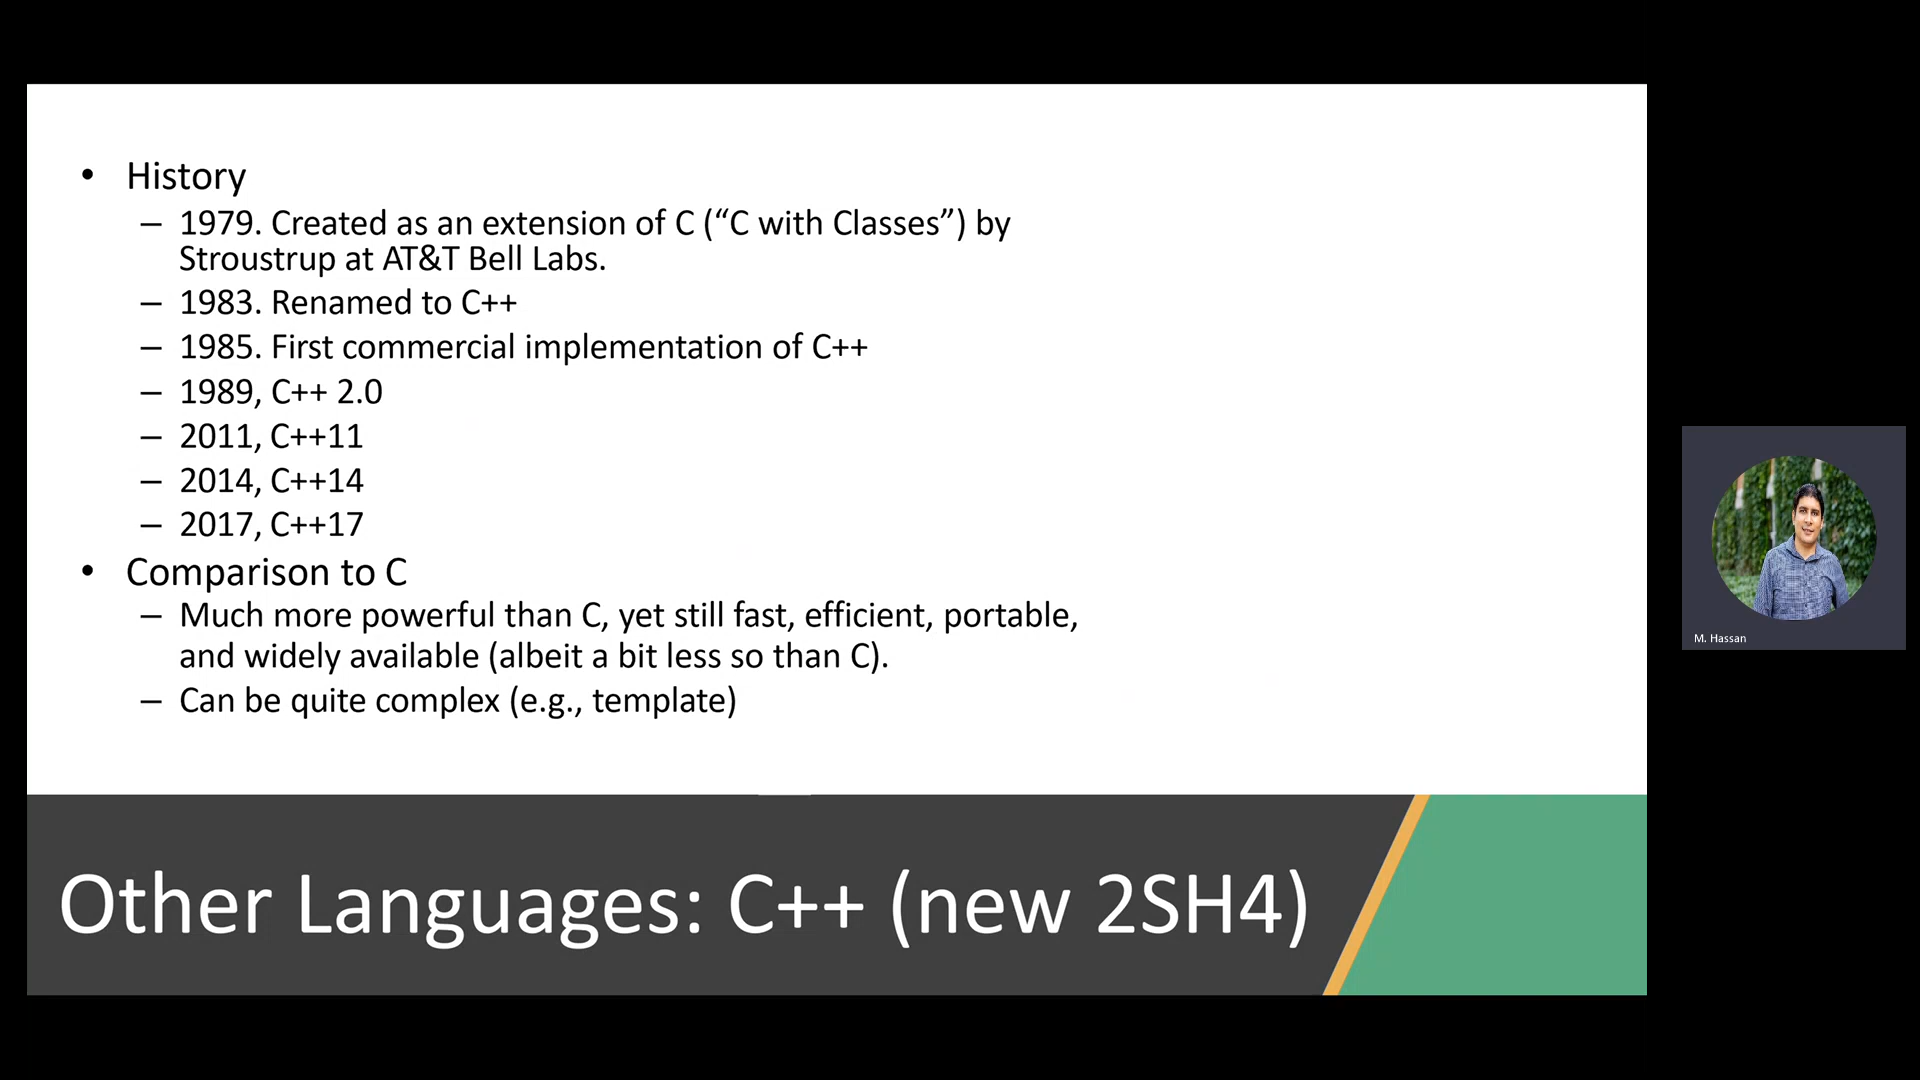 • History
– 1979. Created as an extension of C (“C with Classes”) by
Stroustrup at AT&T Bell Labs.
– 1983. Renamed to C++
– 1985. First commercial implementation of C++
– 1989, C++ 2.0
– 2011, C++11
– 2014, C++14
– 2017, C++17
• Comparison to C
– Much more powerful than C, yet still fast, efficient, portable,
and widely available (albeit a bit less so than C).
– Can be quite complex (e.g., template)
Other Languages: C++ (new 2SH4)
M. Hassan